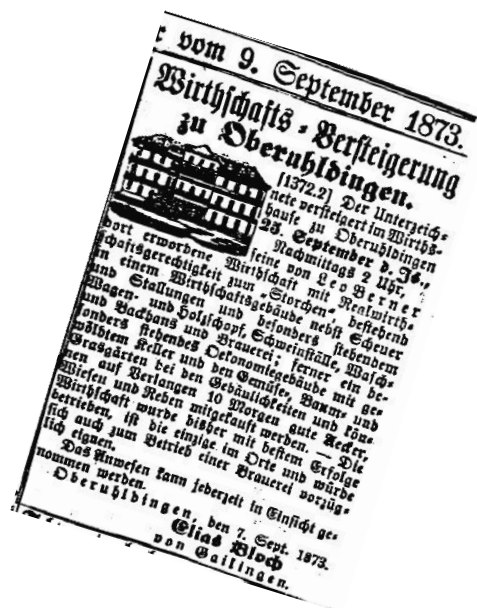 r vom 9. September 1873.
Wirthschafts-Versteigerung
zu Oberuhldingen.
[1372.2] Der Unterzeich-
nete versteigert im Wirths-
hause zu Oberuhldingen
25. September d. Js.,
Nachmittags 2 Uhr,
seine von Leo Berner
dort erworbene Wirthschaft mit Realwirth-
schaftsgerechtigkeit zum „Storchen“, bestehend
in einem Wirthschaftsgebäude nebst Scheuer
und Stallungen und besonders stehendem
Wagen- und Holzschopf, Schweinställe, Wasch-
und Backhaus und Brauerei; ferner ein be-
sonders stehendes Oekonomiegebäude mit ge-
wölbtem Keller und den Gemüse-, Baum- und
Grasgärten bei den Gebäulichkeiten und kön-
nen auf Verlangen 10 Morgen gute Aecker,
Wiesen und Reben mitgekauft werden. — Die
Wirthschaft wurde bisher mit bestem Erfolge
betrieben, ist die einzige im Orte und würde
sich auch zum Betrieb einer Brauerei vorzüg-
lich eignen.
Das Anwesen kann jederzeit in Einsicht ge-
nommen werden.
Oberuhldingen, den 7. Sept. 1873.
Elias Bloch
von Gailingen.